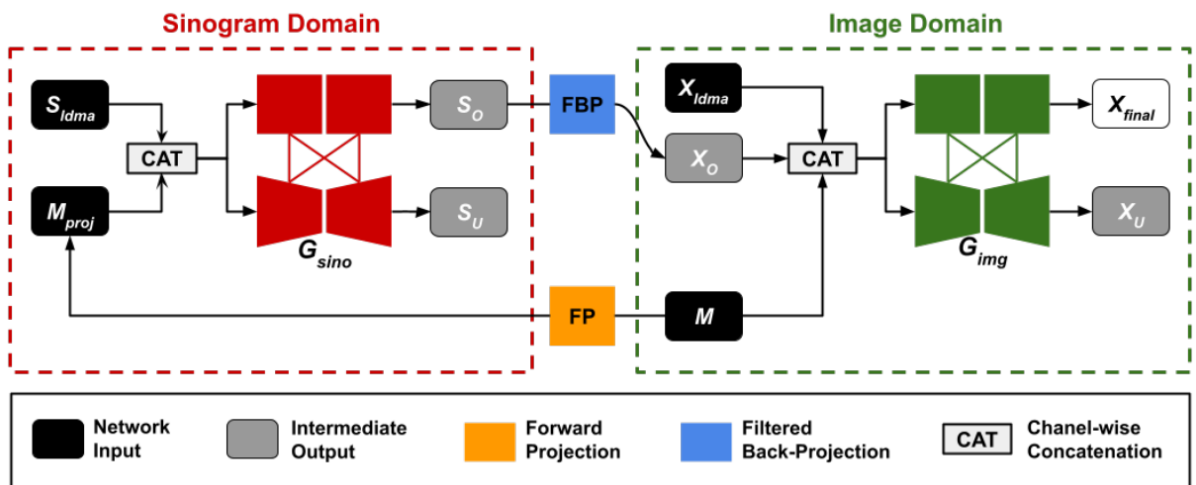 Sinogram Domain
Image Domain
S_ldma
M_proj
CAT
G_sino
S_O
S_U
FBP
FP
X_ldma
X_O
M
CAT
G_img
X_final
X_U
Network
Input
Intermediate
Output
Forward
Projection
Filtered
Back-Projection
CAT
Chanel-wise
Concatenation